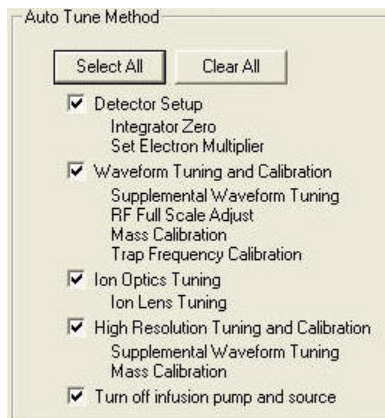 Auto Tune Method
Select All Clear All
Detector Setup
Integrator Zero
Set Electron Multiplier
Waveform Tuning and Calibration
Supplemental Waveform Tuning
RF Full Scale Adjust
Mass Calibration
Trap Frequency Calibration
Ion Optics Tuning
Ion Lens Tuning
High Resolution Tuning and Calibration
Supplemental Waveform Tuning
Mass Calibration
Turn off infusion pump and source